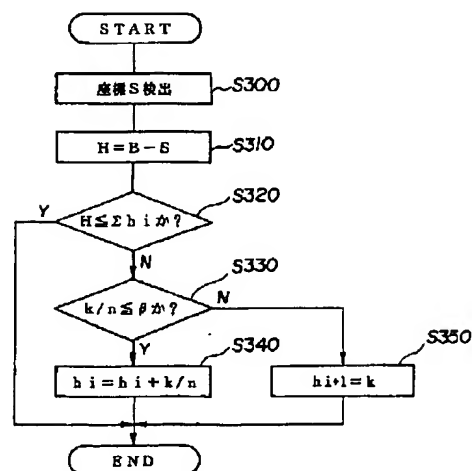 START
座標S検出
S300
H=B-S
S310
S320
Y
H≦Σhiか?
N
S330
k/n≦βか?
N
Y
S340
S350
hi=hi+k/n
hi+1=k
END